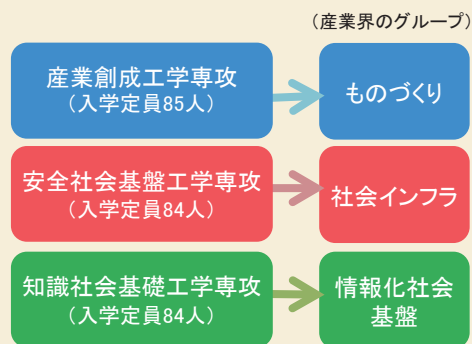 (産業界のグループ)
産業創成工学専攻
(入学定員85人)
ものづくり
安全社会基盤工学専攻
(入学定員84人)
社会インフラ
知識社会基礎工学専攻
(入学定員84人)
情報化社会
基盤